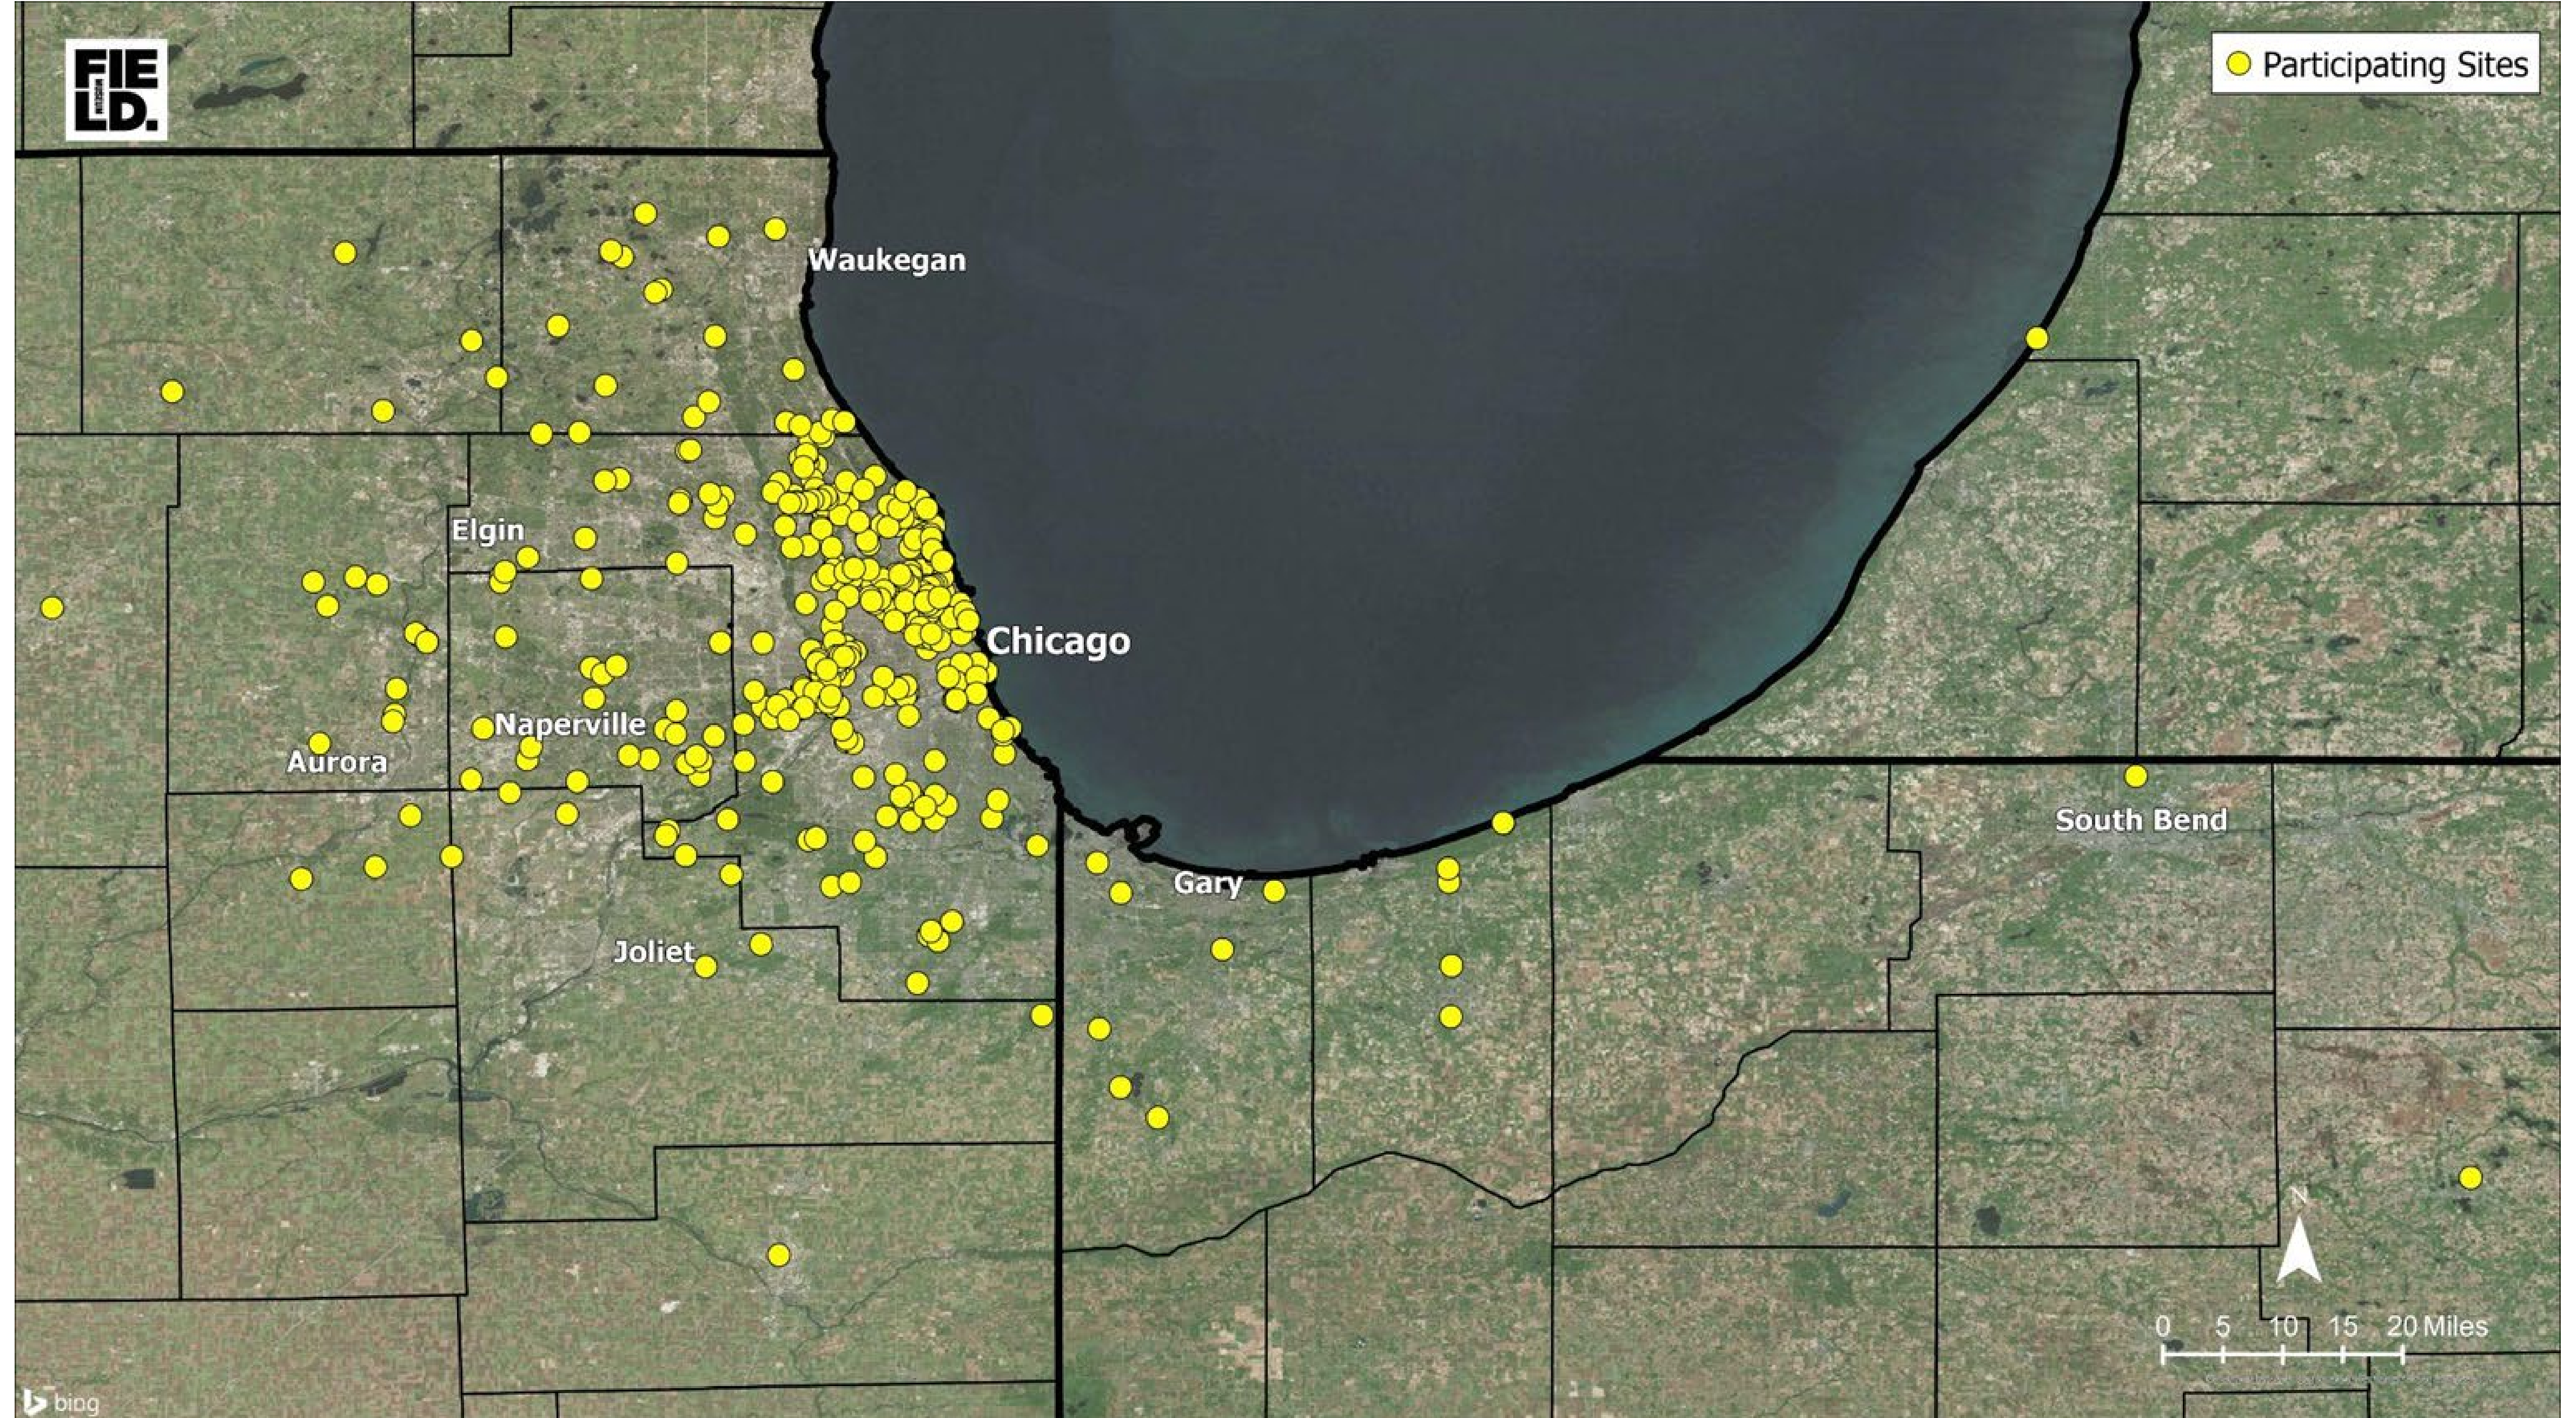 FIE
MUSEUM
LD.
Participating Sites
Waukegan
Elgin
Chicago
Naperville
Aurora
South Bend
Gary
Joliet
N
0 5 10 15 20 Miles
bing